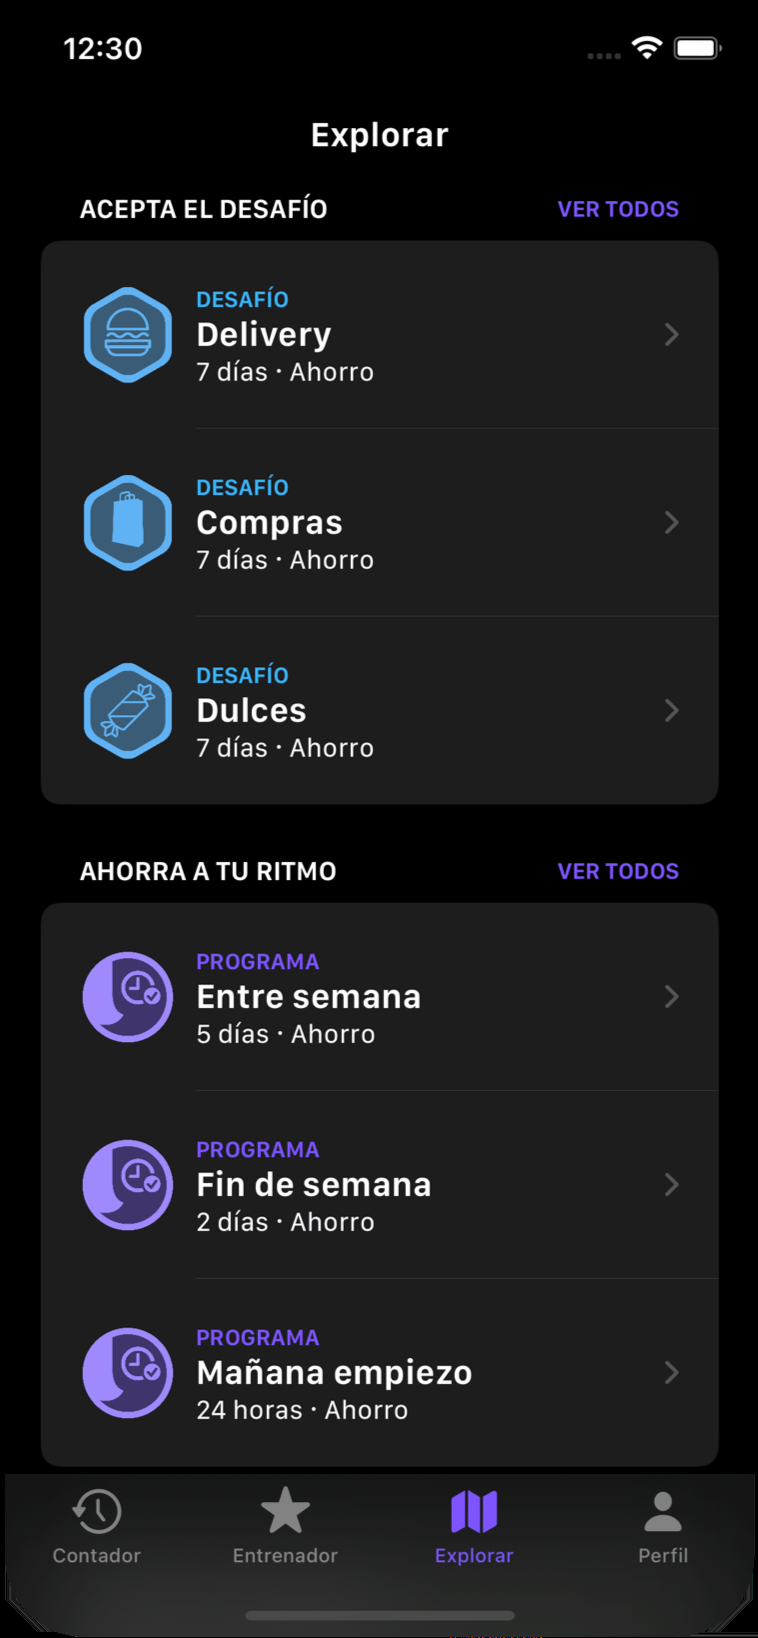 12:30
Explorar
ACEPTA EL DESAFÍO VER TODOS
DESAFÍO
Delivery
7 días · Ahorro
DESAFÍO
Compras
7 días · Ahorro
DESAFÍO
Dulces
7 días · Ahorro
AHORRA A TU RITMO VER TODOS
PROGRAMA
Entre semana
5 días · Ahorro
PROGRAMA
Fin de semana
2 días · Ahorro
PROGRAMA
Mañana empiezo
24 horas · Ahorro
Contador Entrenador Explorar Perfil